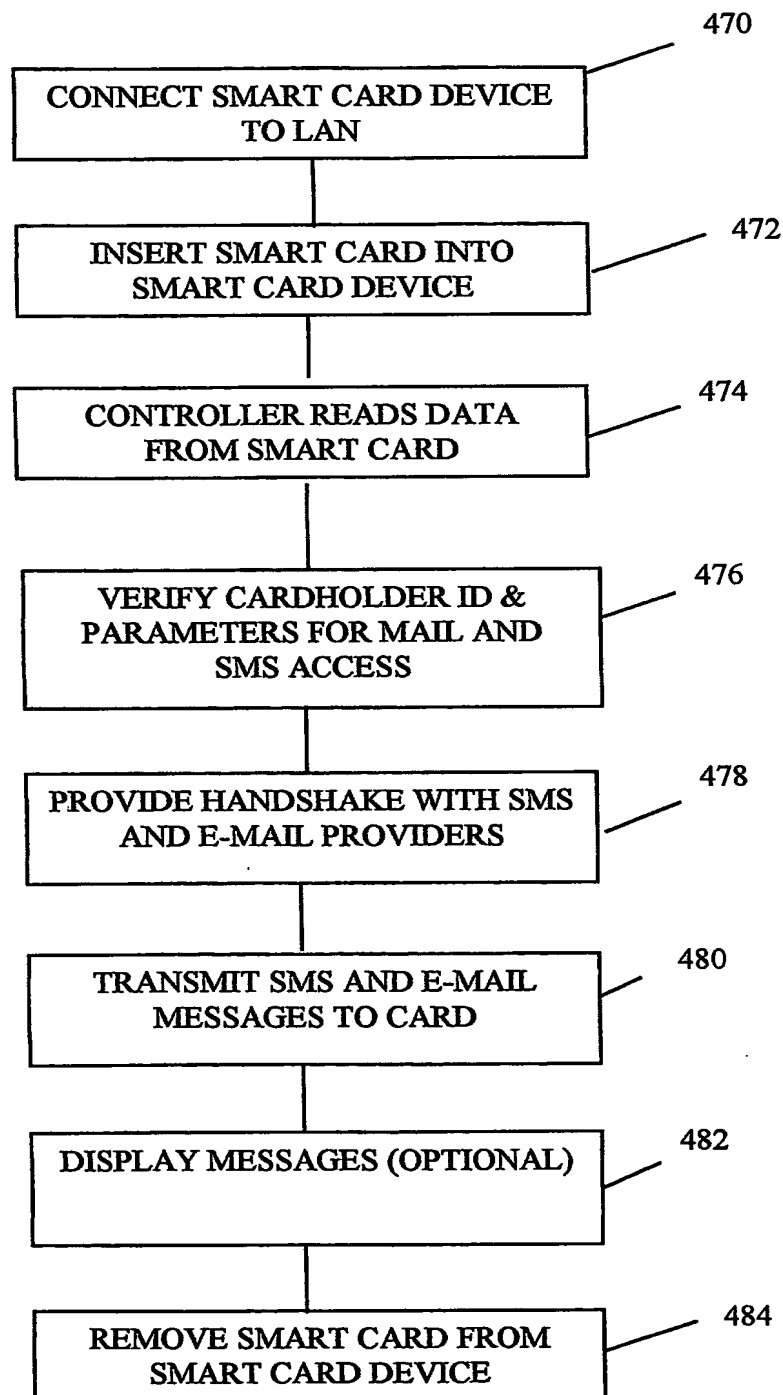 470
CONNECT SMART CARD DEVICE
TO LAN
472
INSERT SMART CARD INTO
SMART CARD DEVICE
474
CONTROLLER READS DATA
FROM SMART CARD
476
VERIFY CARDHOLDER ID &
PARAMETERS FOR MAIL AND
SMS ACCESS
478
PROVIDE HANDSHAKE WITH SMS
AND E-MAIL PROVIDERS
480
TRANSMIT SMS AND E-MAIL
MESSAGES TO CARD
482
DISPLAY MESSAGES (OPTIONAL)
484
REMOVE SMART CARD FROM
SMART CARD DEVICE